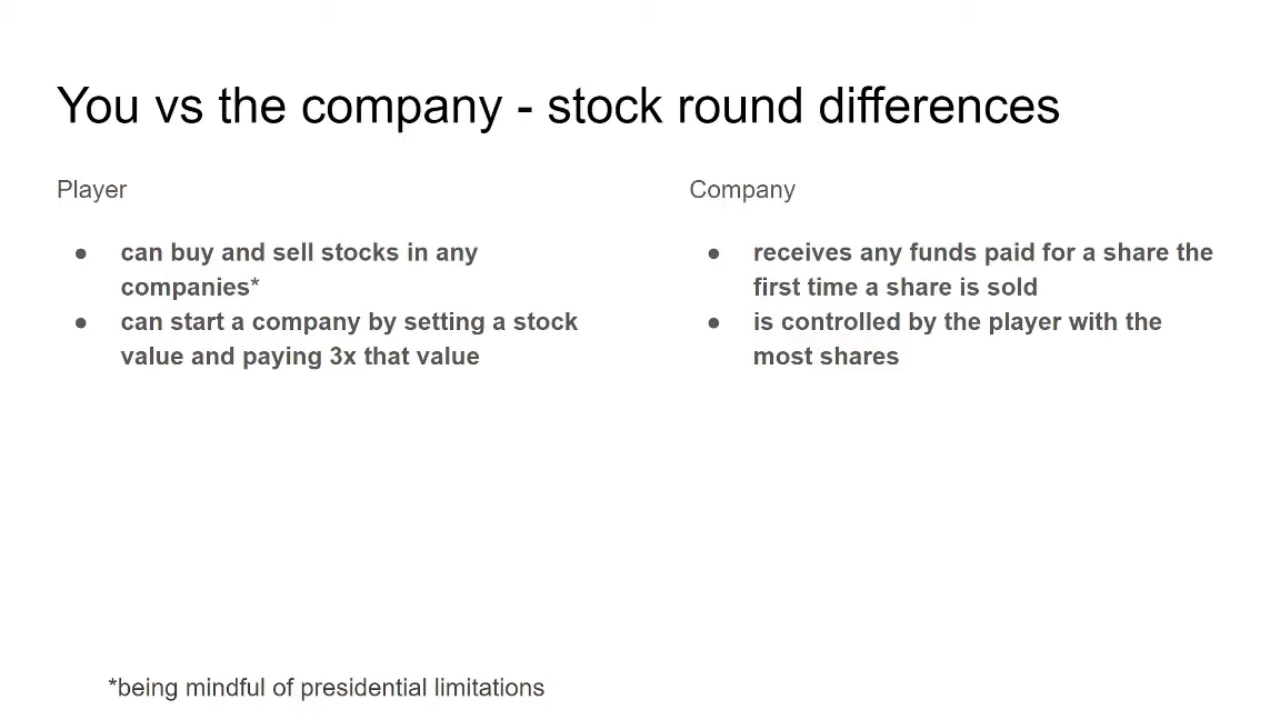 You vs the company - stock round differences
Player
● can buy and sell stocks in any
companies*
● can start a company by setting a stock
value and paying 3x that value
Company
● receives any funds paid for a share the
first time a share is sold
● is controlled by the player with the
most shares
*being mindful of presidential limitations